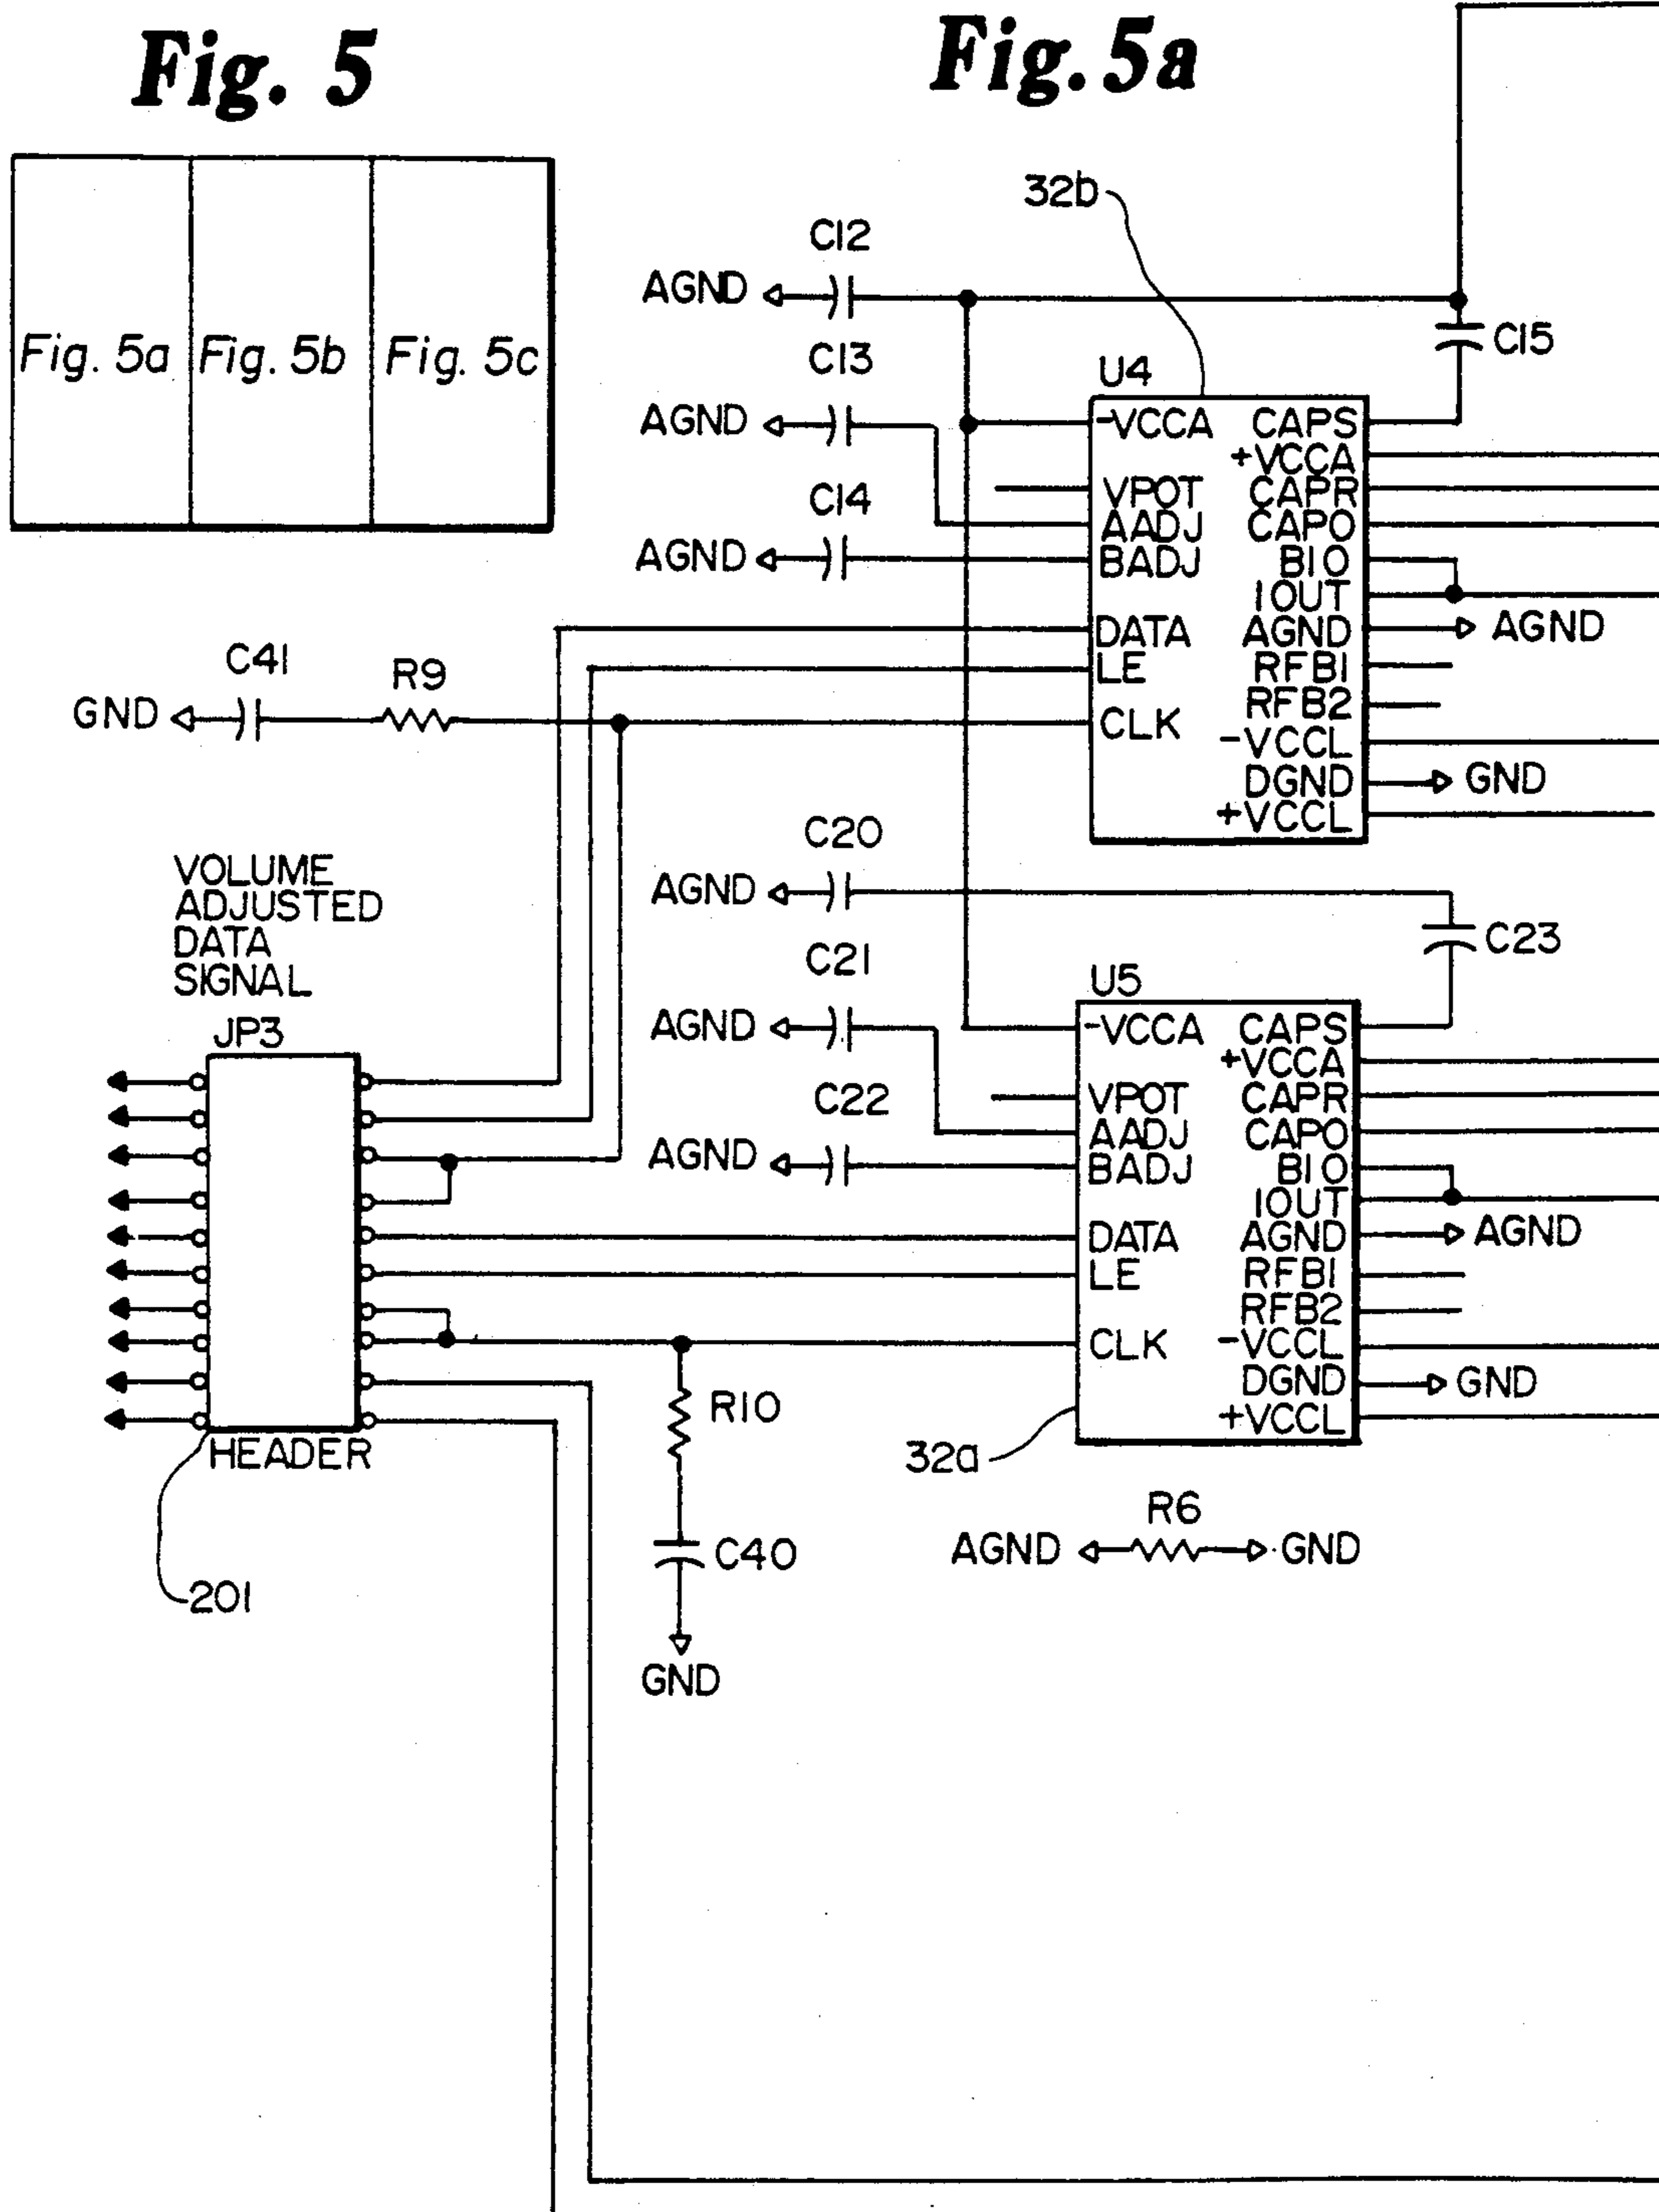 Fig. 5
Fig. 5a
Fig. 5a
Fig. 5b
Fig. 5c
32b
C12
AGND
C15
C13
AGND
C14
AGND
U4
-VCCA
VPOT
AADJ
BADJ
DATA
LE
CLK
CAPS
+VCCA
CAPR
CAPO
BIO
IOUT
AGND
RFB1
RFB2
-VCCL
DGND
+VCCL
AGND
GND
C41
R9
GND
VOLUME
ADJUSTED
DATA
SIGNAL
JP3
HEADER
201
C20
AGND
C23
C21
AGND
C22
AGND
U5
-VCCA
VPOT
AADJ
BADJ
DATA
LE
CLK
CAPS
+VCCA
CAPR
CAPO
BIO
IOUT
AGND
RFB1
RFB2
-VCCL
DGND
+VCCL
AGND
GND
R10
C40
GND
32a
R6
AGND
GND